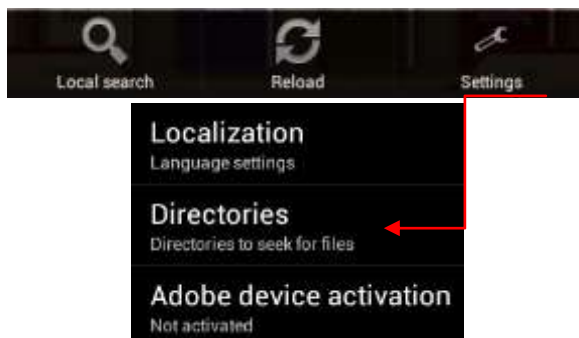 Local search Reload Settings
Localization
Language settings
Directories
Directories to seek for files
Adobe device activation
Not activated